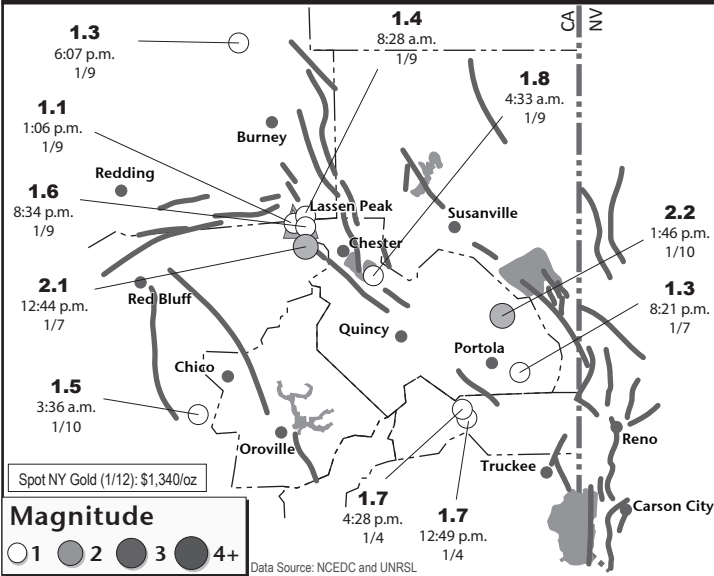 1.3
6:07 p.m.
1/9
1.4
8:28 a.m.
1/9
CA
NV
1.8
4:33 a.m.
1/9
1.1
1:06 p.m.
1/9
Burney
Redding
1.6
8:34 p.m.
1/9
Lassen Peak
Susanville
2.2
1:46 p.m.
1/10
Chester
2.1
12:44 p.m.
1/7
Red Bluff
1.3
8:21 p.m.
1/7
Quincy
Portola
Chico
1.5
3:36 a.m.
1/10
Oroville
Reno
Truckee
Spot NY Gold (1/12): $1,340/oz
1.7
4:28 p.m.
1/4
1.7
12:49 p.m.
1/4
Carson City
Magnitude
1 2 3 4+
Data Source: NCEDC and UNRSL